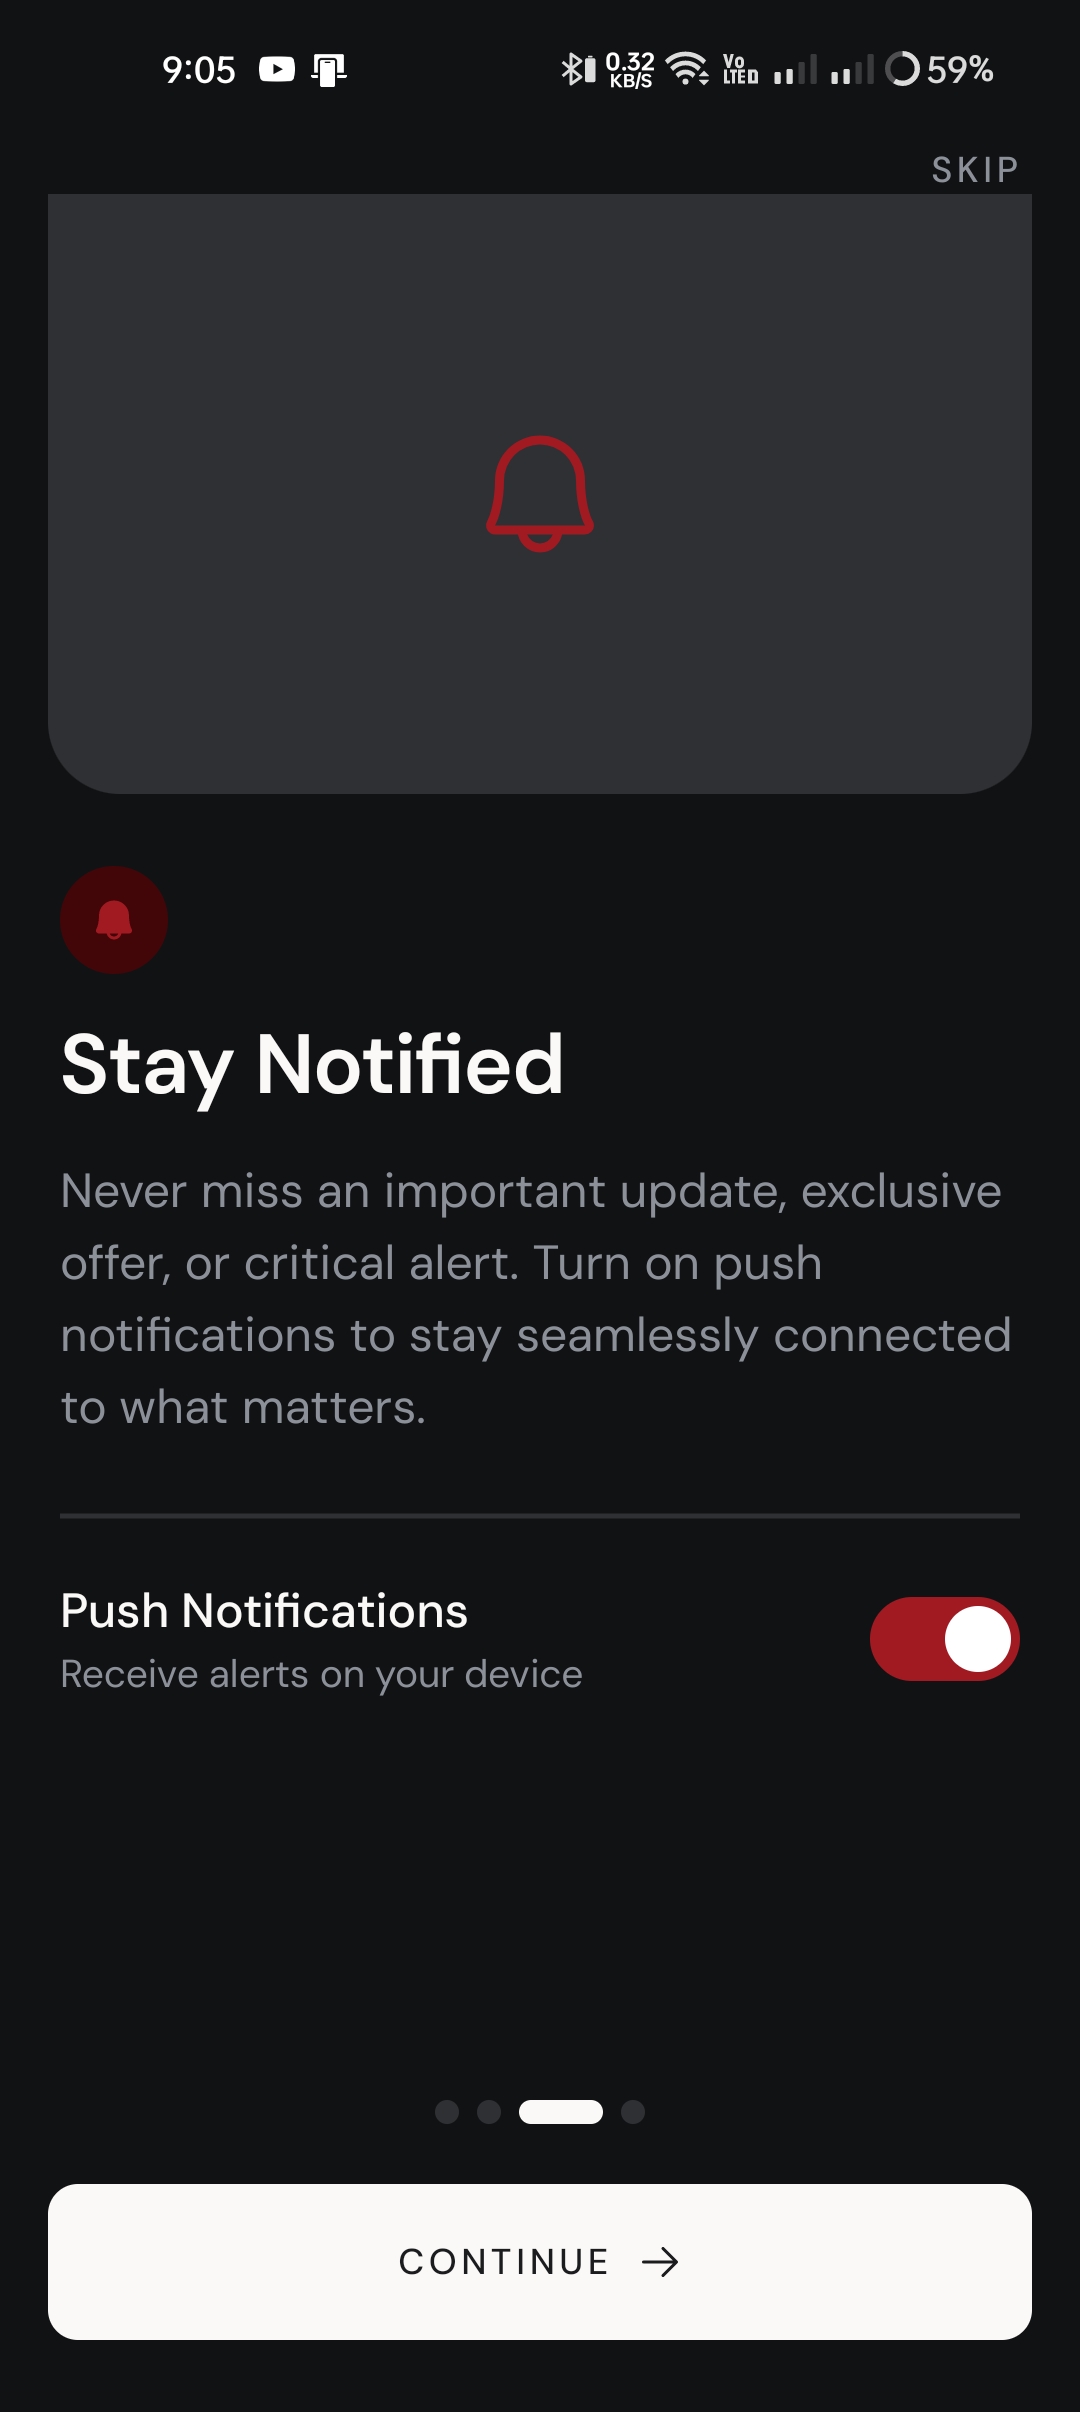 9:05
0.32
KB/S
Vo
LTED
59%
SKIP
Stay Notified
Never miss an important update, exclusive
offer, or critical alert. Turn on push
notifications to stay seamlessly connected
to what matters.
Push Notifications
Receive alerts on your device
CONTINUE →